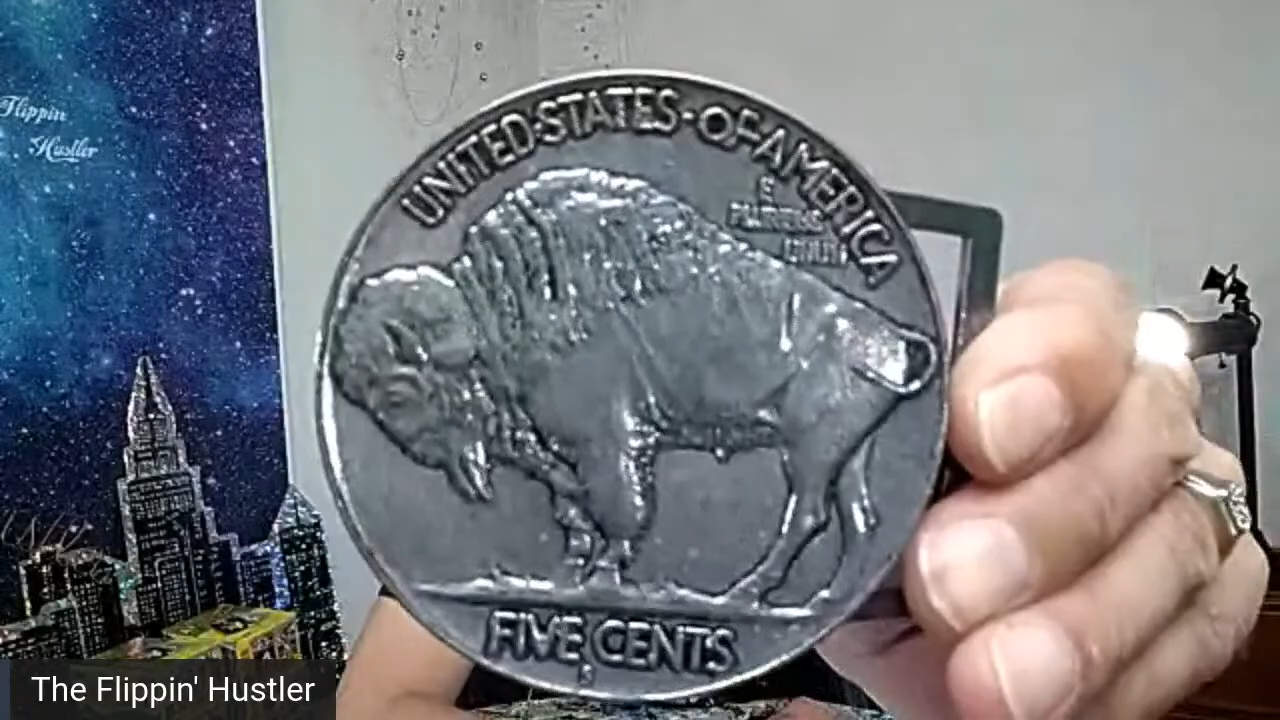 Flippin
Hustler
UNITED·STATES·OF·AMERICA
E
PLURIBUS
UNUM
FIVE CENTS
The Flippin' Hustler